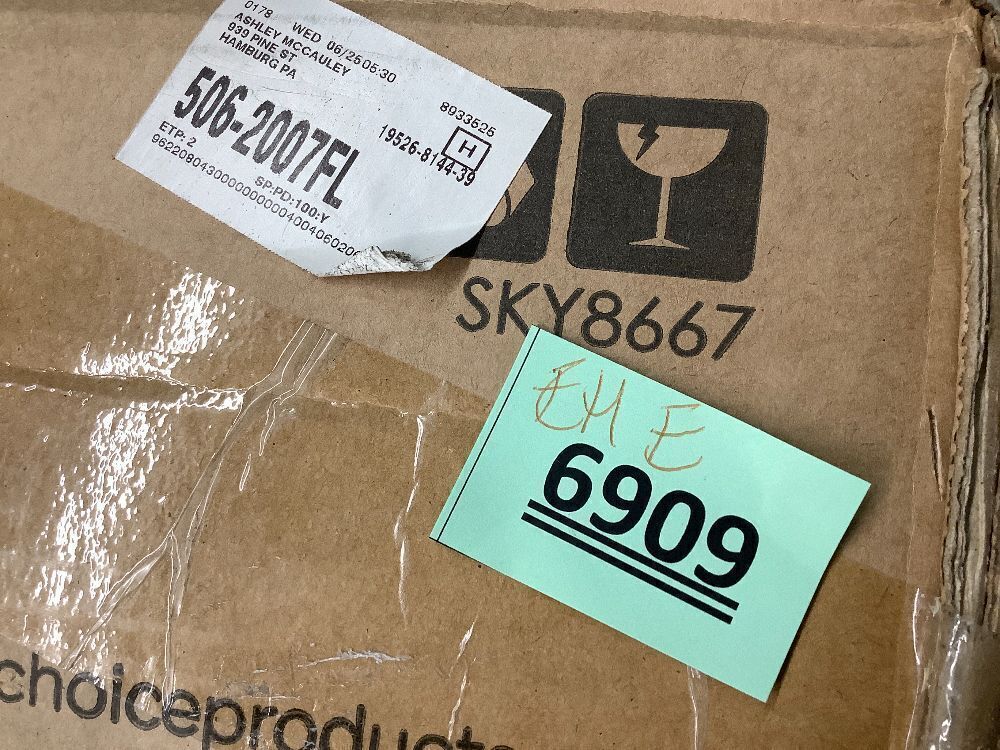 0178 WED 06/25 05:30
ASHLEY MCCAULEY
939 PINE ST
HAMBURG PA
8933525
506-2007FL
19526-8144-39
H
ETP: 2
SP:PD:100:Y
SKY8667
EH E
6909
choiceproducts